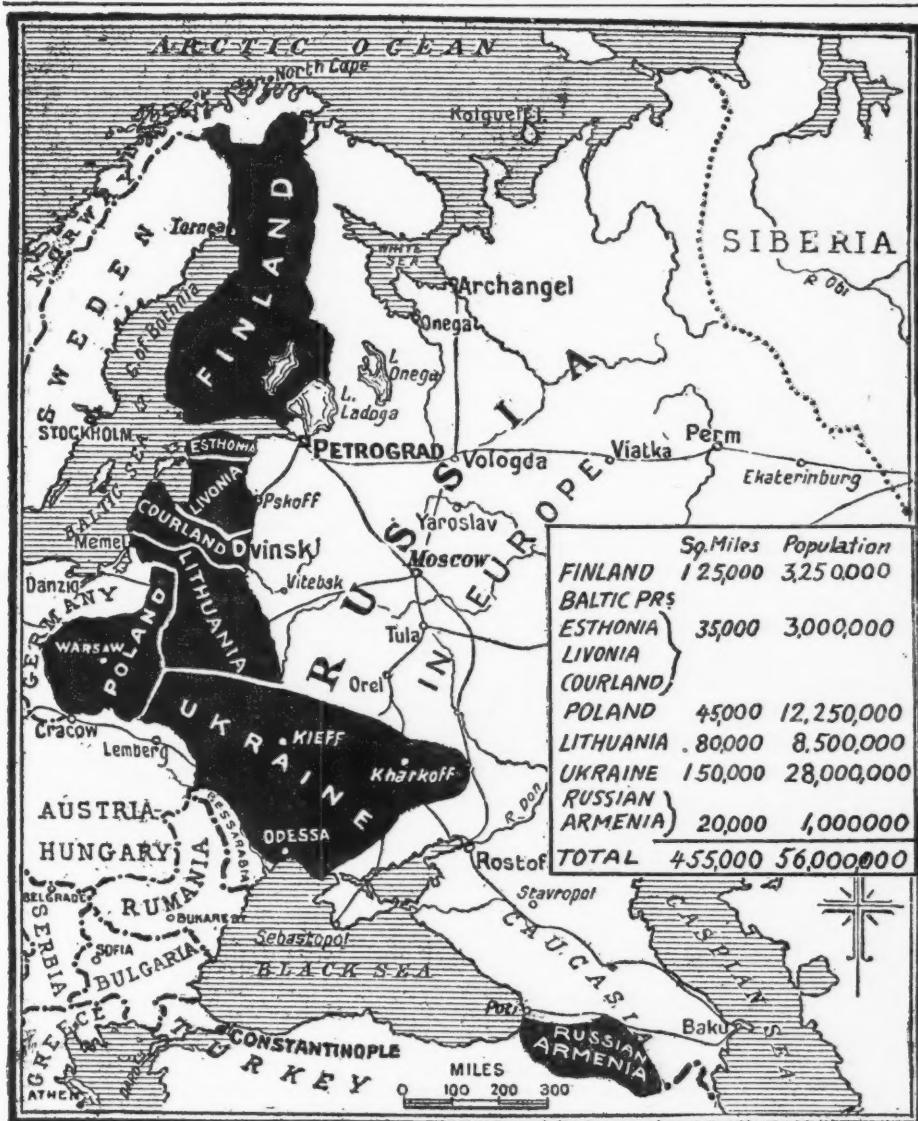 ARCTIC OCEAN
North Cape
Kolguef I.
NORWAY
SWEDEN
Tornea
FINLAND
WHITE SEA
SIBERIA
R. Obi
Archangel
Onega
G. of Bothnia
L. Onega
L. Ladoga
STOCKHOLM
BALTIC SEA
ESTHONIA
PETROGRAD
Vologda
Viatka
Perm
Ekaterinburg
LIVONIA
Pskoff
Yaroslav
COURLAND
Dvinsk
Memel
Moscow
RUSSIA
IN EUROPE
Danzig
LITHUANIA
Vitebsk
GERMANY
POLAND
WARSAW
Tula
Orel
UKRAINE
Cracow
Lemberg
KIEFF
Kharkoff
R. Don
AUSTRIA-
HUNGARY
BESSARABIA
ODESSA
Rostof
Stavropol
BELGRADE
RUMANIA
BUKAREST
SERBIA
SOFIA
BULGARIA
Sebastopol
BLACK SEA
CAUCASIA
CASPIAN SEA
Poti
Baku
GREECE
TURKEY
CONSTANTINOPLE
RUSSIAN
ARMENIA
ATHEN
MILES
0 100 200 300
Sq. Miles Population
FINLAND 125,000 3,250,000
BALTIC PRS
ESTHONIA
LIVONIA 35,000 3,000,000
COURLAND
POLAND 45,000 12,250,000
LITHUANIA .80,000 8.500,000
UKRAINE 150,000 28,000,000
RUSSIAN
ARMENIA 20,000 1,000000
TOTAL 455,000 56,000,000